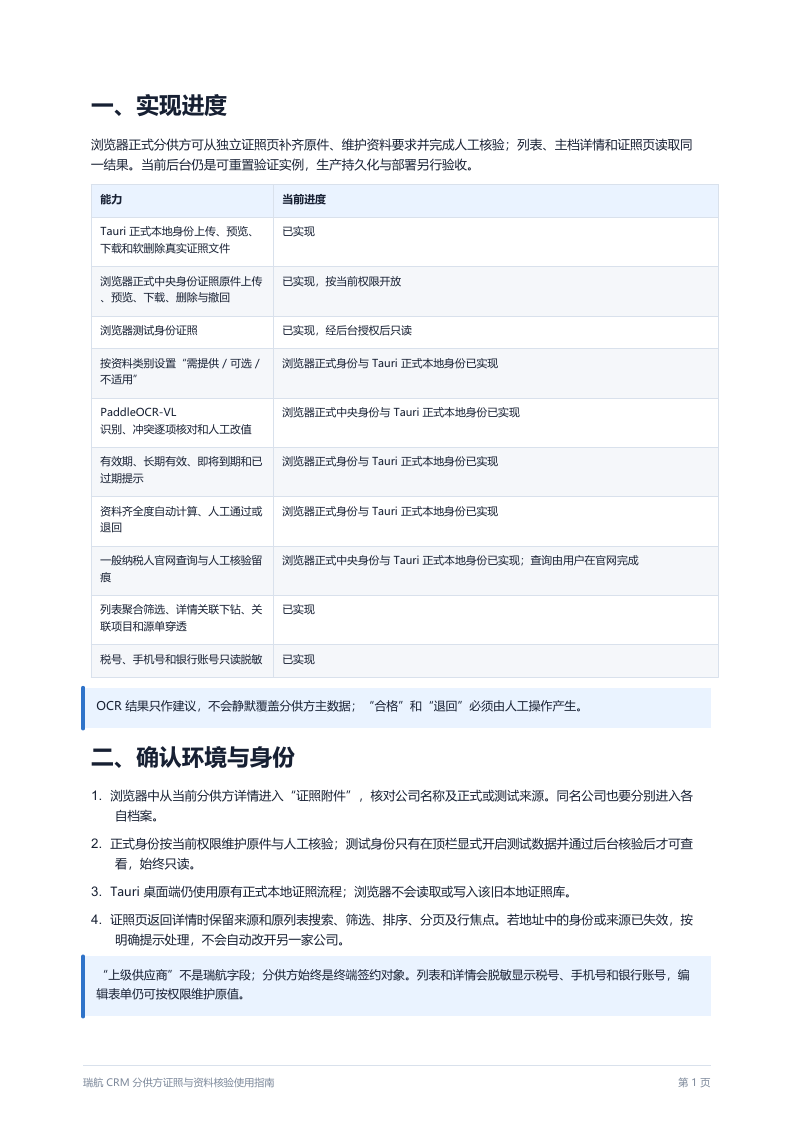 一、实现进度
浏览器正式分供方可从独立证照页补齐原件、维护资料要求并完成人工核验；列表、主档详情和证照页读取同
一结果。当前后台仍是可重置验证实例，生产持久化与部署另行验收。
能力 当前进度
Tauri 正式本地身份上传、预览、 已实现
下载和软删除真实证照文件
浏览器正式中央身份证照原件上传 已实现，按当前权限开放
、预览、下载、删除与撤回
浏览器测试身份证照 已实现，经后台授权后只读
按资料类别设置“需提供 / 可选 / 浏览器正式身份与 Tauri 正式本地身份已实现
不适用”
PaddleOCR-VL 浏览器正式中央身份与 Tauri 正式本地身份已实现
识别、冲突逐项核对和人工改值
有效期、长期有效、即将到期和已 浏览器正式身份与 Tauri 正式本地身份已实现
过期提示
资料齐全度自动计算、人工通过或 浏览器正式身份与 Tauri 正式本地身份已实现
退回
一般纳税人官网查询与人工核验留 浏览器正式中央身份与 Tauri 正式本地身份已实现；查询由用户在官网完成
痕
列表聚合筛选、详情关联下钻、关 已实现
联项目和源单穿透
税号、手机号和银行账号只读脱敏 已实现
OCR 结果只作建议，不会静默覆盖分供方主数据；“合格”和“退回”必须由人工操作产生。
二、确认环境与身份
1. 浏览器中从当前分供方详情进入“证照附件”，核对公司名称及正式或测试来源。同名公司也要分别进入各
自档案。
2. 正式身份按当前权限维护原件与人工核验；测试身份只有在顶栏显式开启测试数据并通过后台核验后才可查
看，始终只读。
3. Tauri 桌面端仍使用原有正式本地证照流程；浏览器不会读取或写入该旧本地证照库。
4. 证照页返回详情时保留来源和原列表搜索、筛选、排序、分页及行焦点。若地址中的身份或来源已失效，按
明确提示处理，不会自动改开另一家公司。
“上级供应商”不是瑞航字段；分供方始终是终端签约对象。列表和详情会脱敏显示税号、手机号和银行账号，编
辑表单仍可按权限维护原值。
瑞航 CRM 分供方证照与资料核验使用指南 第 1 页